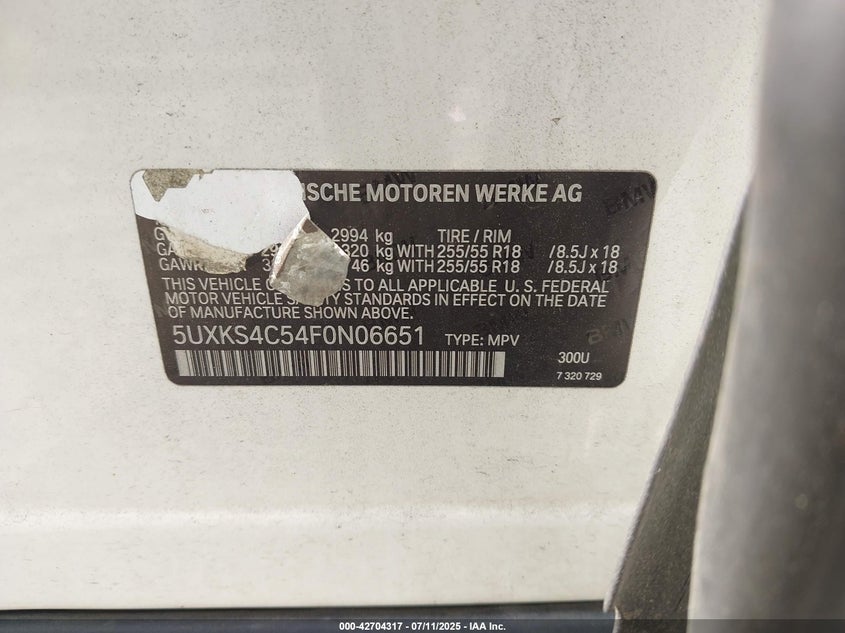 ISCHE MOTOREN WERKE AG
2994 kg TIRE / RIM
320 kg WITH 255/55 R18 /8.5J x 18
GAWR 46 kg WITH 255/55 R18 /8.5J x 18
THIS VEHICLE TO ALL APPLICABLE U. S. FEDERAL
MOTOR VEHICLE SAFETY STANDARDS IN EFFECT ON THE DATE
OF MANUFACTURE SHOWN ABOVE.
5UXKS4C54F0N06651 TYPE: MPV
300U
7 320 729
000-42704317 - 07/11/2025 - IAA Inc.